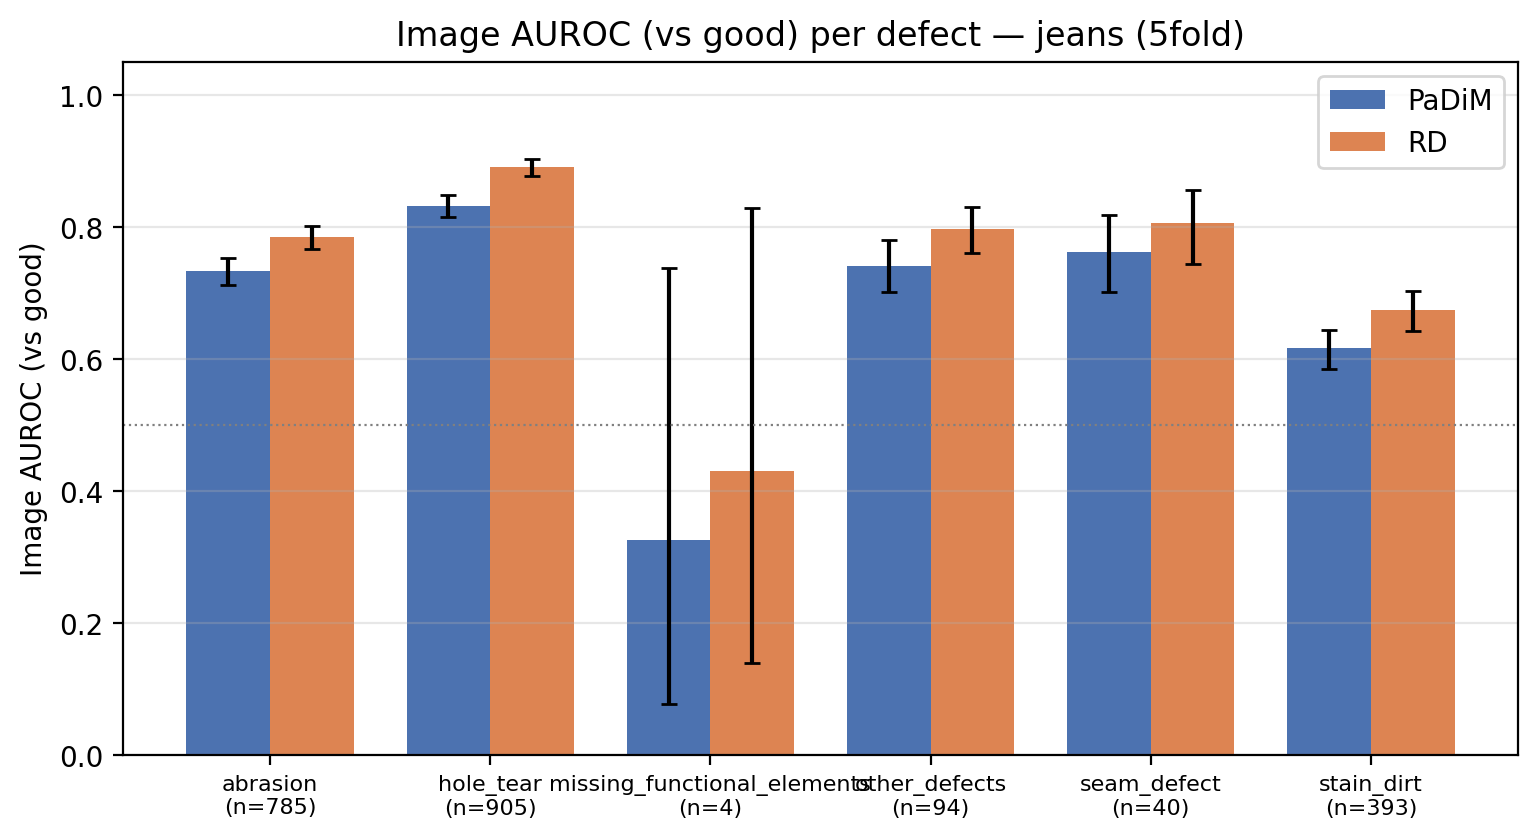 Image AUROC (vs good) per defect — jeans (5fold)
PaDiM
RD
Image AUROC (vs good)
1.0
0.8
0.6
0.4
0.2
0.0
abrasion
(n=785)
hole_tear
(n=905)
missing_functional_elements
(n=4)
other_defects
(n=94)
seam_defect
(n=40)
stain_dirt
(n=393)